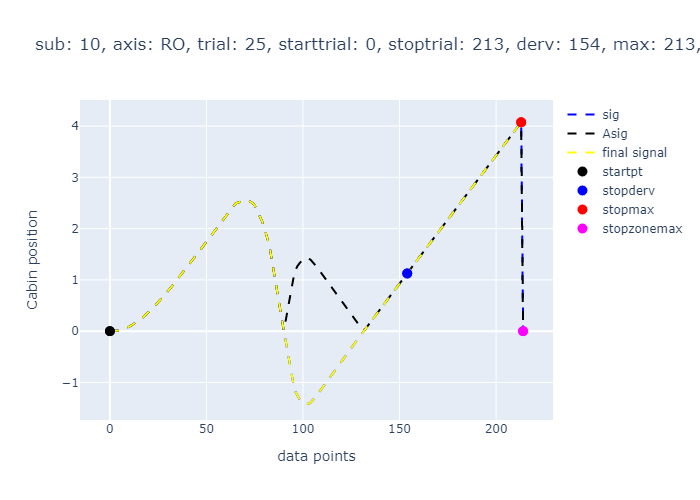 sub: 10, axis: RO, trial: 25, starttrial: 0, stoptrial: 213, derv: 154, max: 213,
sig
Asig
final signal
startpt
stopderv
stopmax
stopzonemax
Cabin position
4
3
2
1
0
−1
0
50
100
150
200
data points